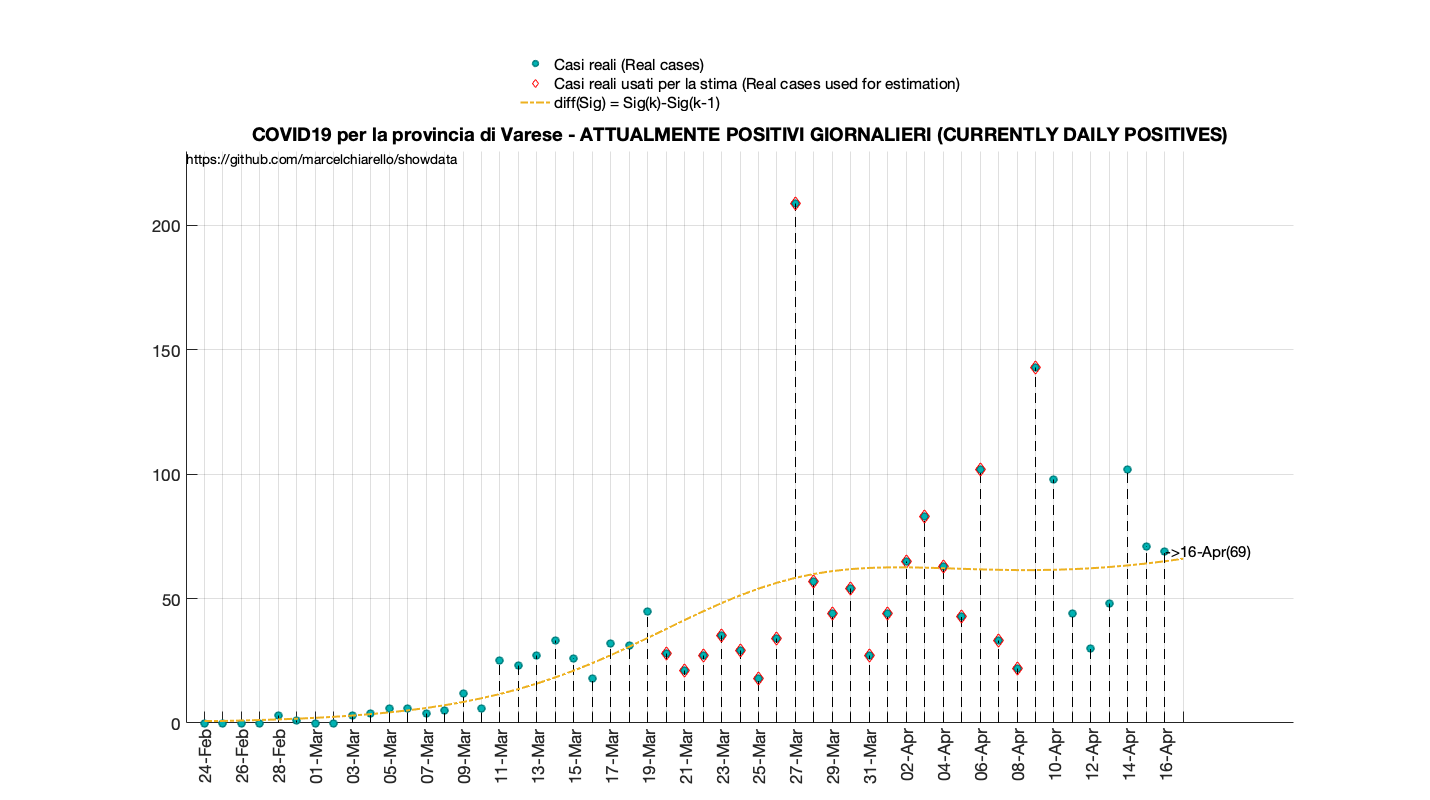 Casi reali (Real cases)
Casi reali usati per la stima (Real cases used for estimation)
diff(Sig) = Sig(k)-Sig(k-1)
COVID19 per la provincia di Varese - ATTUALMENTE POSITIVI GIORNALIERI (CURRENTLY DAILY POSITIVES)
https://github.com/marcelchiarello/showdata
200
150
100
50
0
->16-Apr(69)
24-Feb
26-Feb
28-Feb
01-Mar
03-Mar
05-Mar
07-Mar
09-Mar
11-Mar
13-Mar
15-Mar
17-Mar
19-Mar
21-Mar
23-Mar
25-Mar
27-Mar
29-Mar
31-Mar
02-Apr
04-Apr
06-Apr
08-Apr
10-Apr
12-Apr
14-Apr
16-Apr